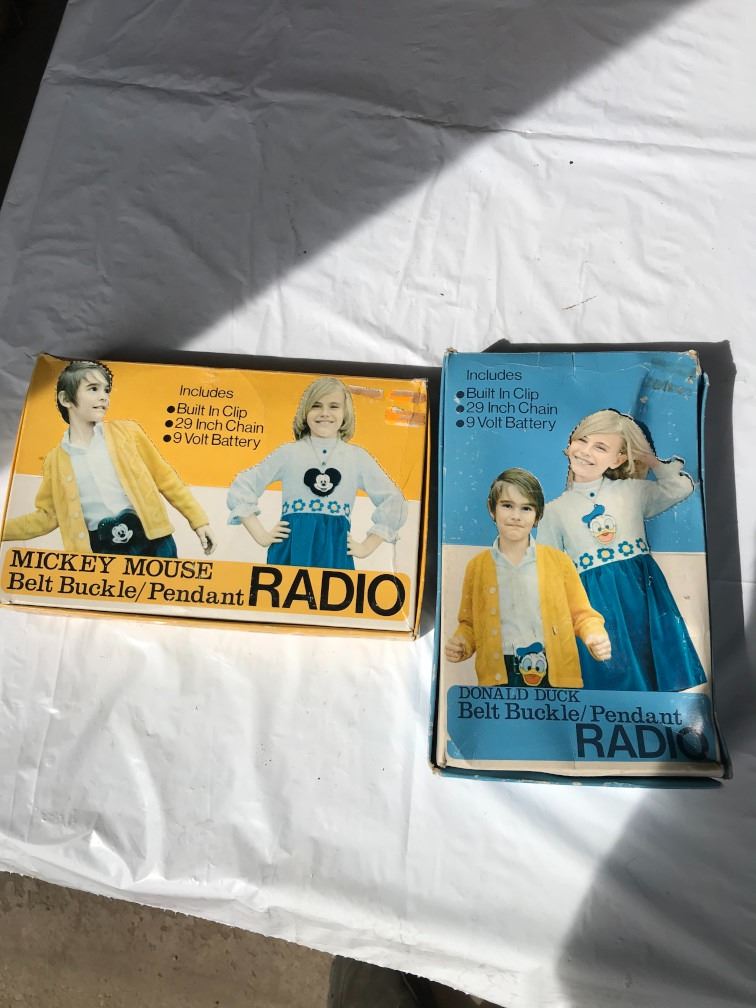 Includes
●Built In Clip
●29 Inch Chain
●9 Volt Battery
MICKEY MOUSE
Belt Buckle/Pendant RADIO
Includes
●Built In Clip
●29 Inch Chain
●9 Volt Battery
DONALD DUCK
Belt Buckle/Pendant
RADIO